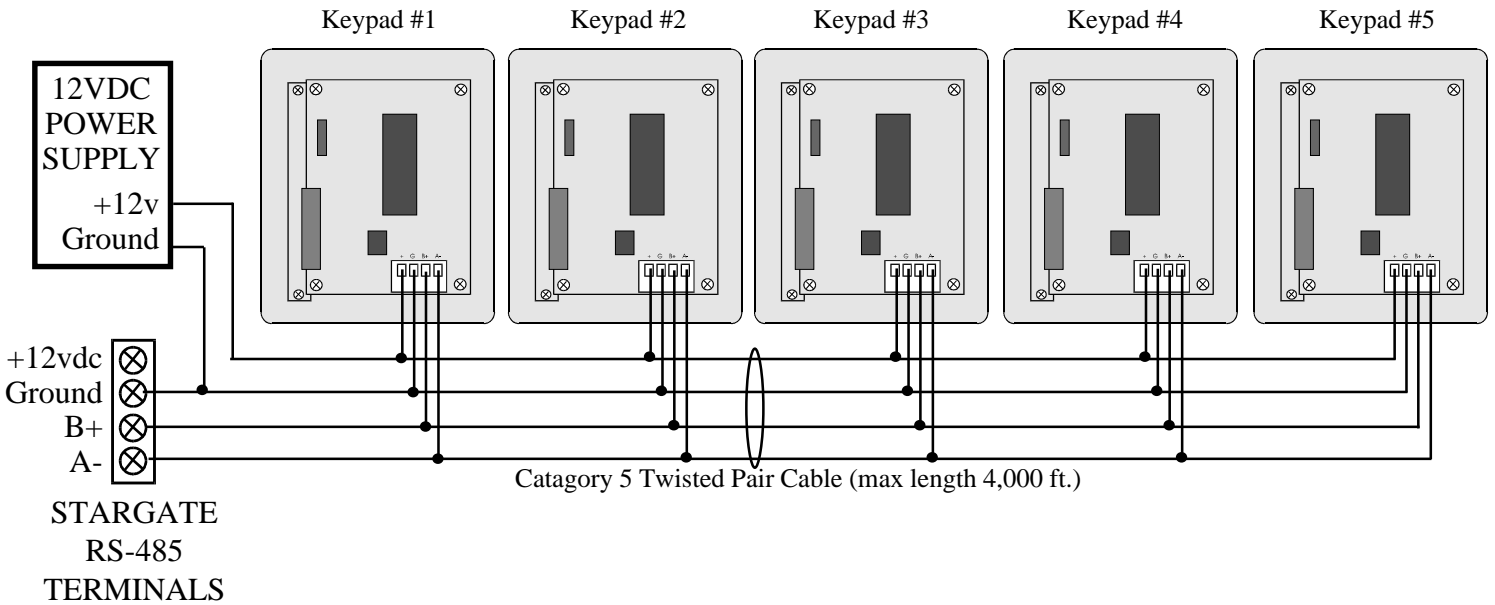 Keypad #1
Keypad #2
Keypad #3
Keypad #4
Keypad #5
12VDC
POWER
SUPPLY
+12v
Ground
+ G B+ A-
+ G B+ A-
+ G B+ A-
+ G B+ A-
+ G B+ A-
+12vdc
Ground
B+
A-
Catagory 5 Twisted Pair Cable (max length 4,000 ft.)
STARGATE
RS-485
TERMINALS